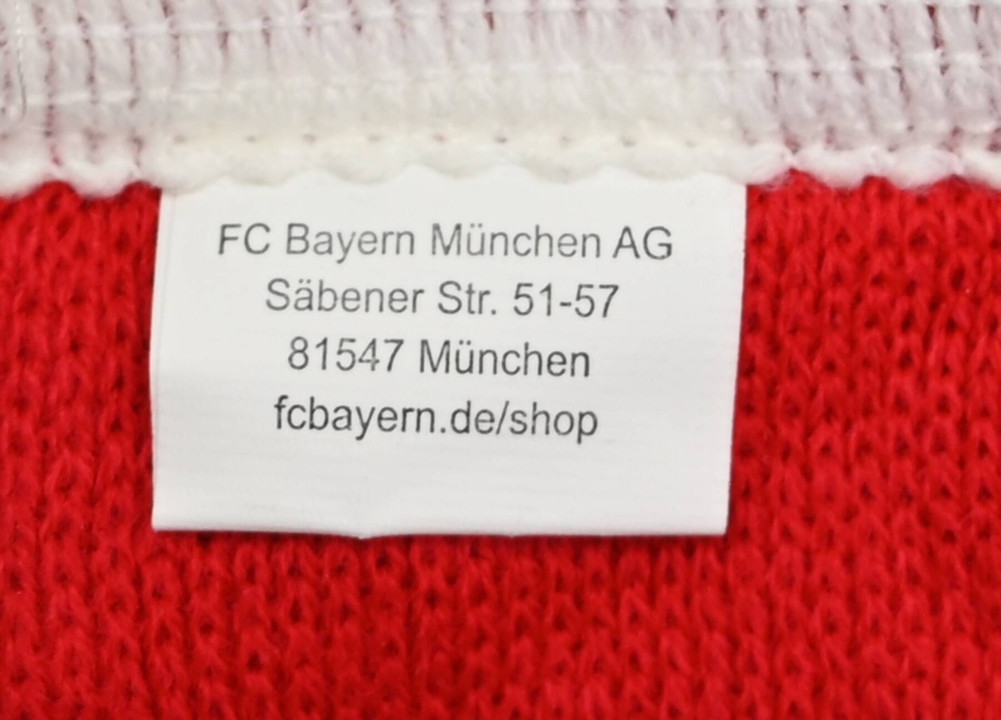 FC Bayern München AG
Säbener Str. 51-57
81547 München
fcbayern.de/shop